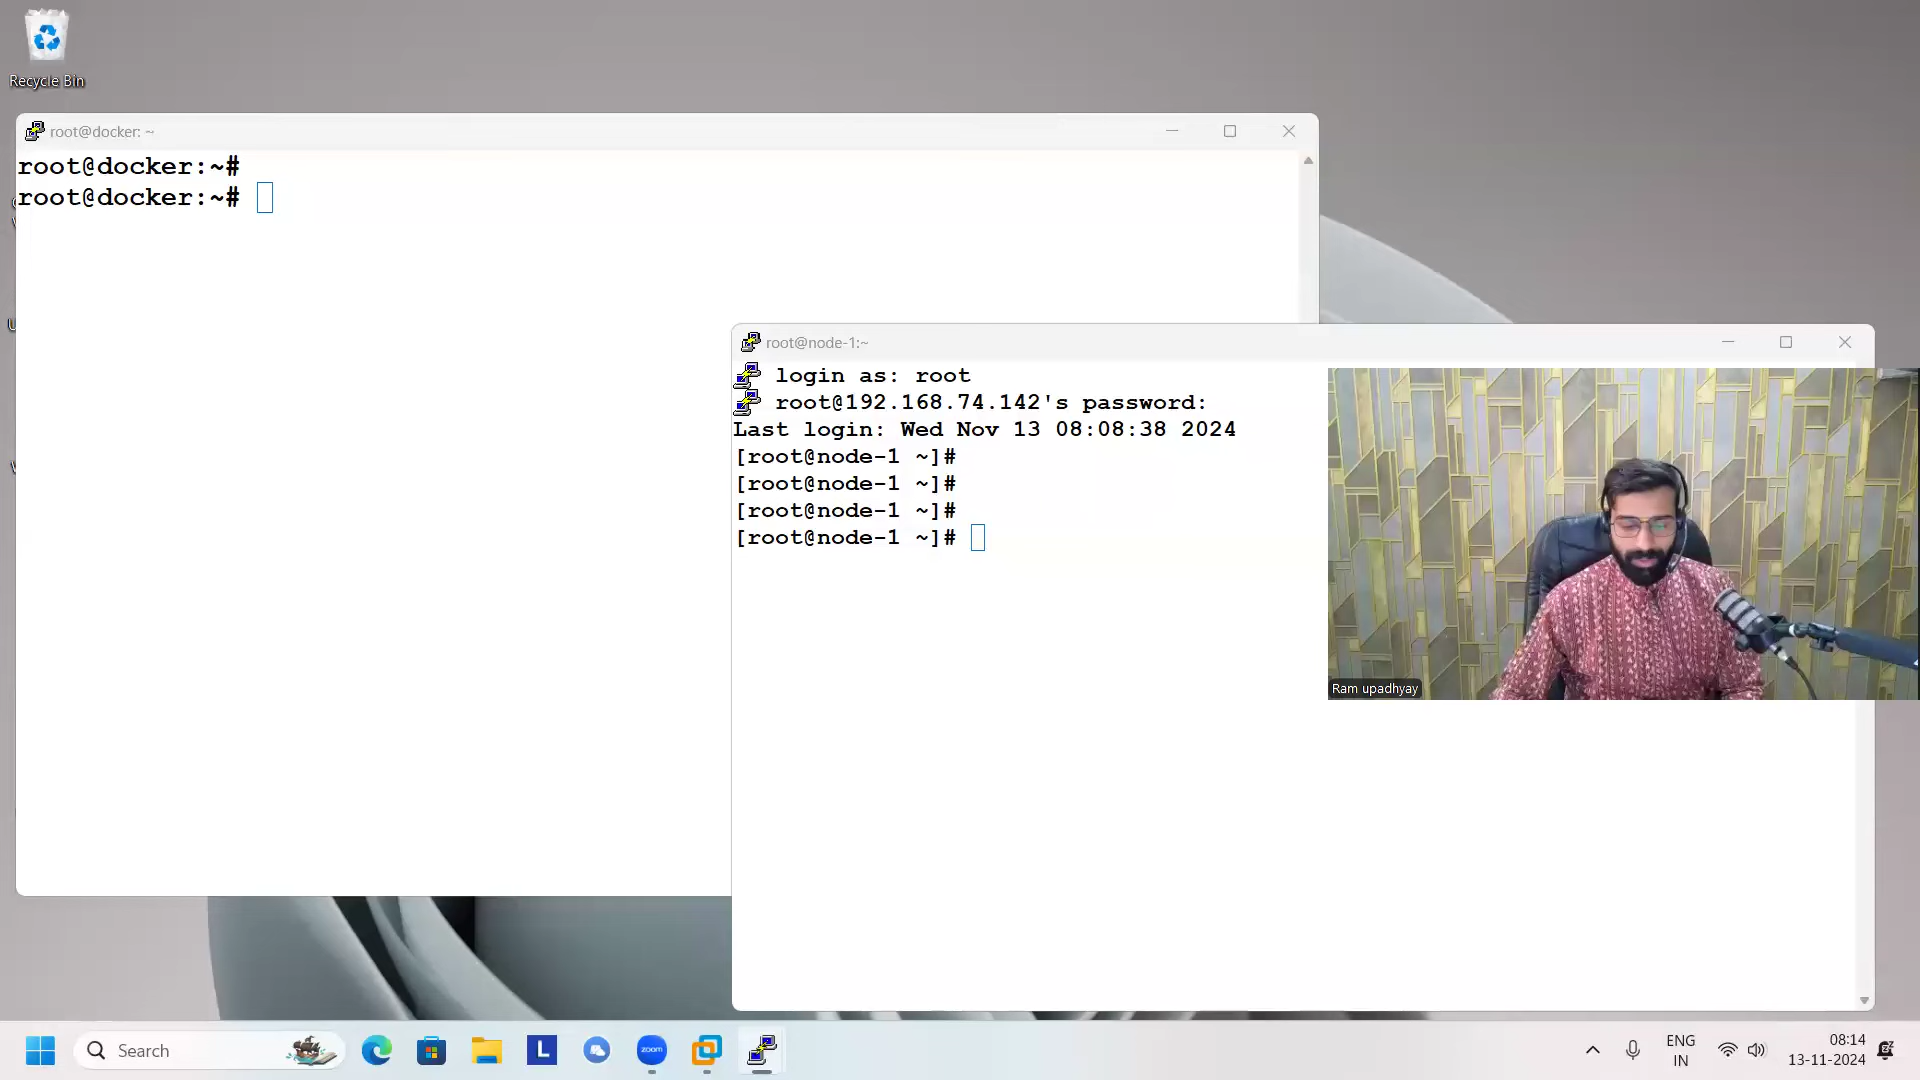 Recycle Bin
root@docker: ~
root@docker:~#
root@docker:~#
root@node-1:~
login as: root
root@192.168.74.142's password:
Last login: Wed Nov 13 08:08:38 2024
[root@node-1 ~]#
[root@node-1 ~]#
[root@node-1 ~]#
[root@node-1 ~]#
Ram upadhyay
Search
L
zoom
ENG
IN
08:14
13-11-2024